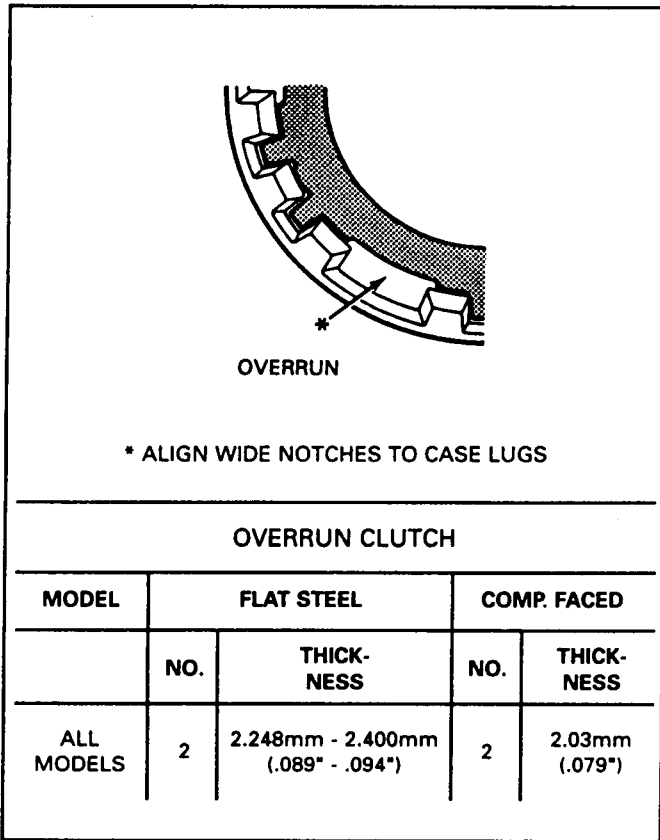 *
OVERRUN
* ALIGN WIDE NOTCHES TO CASE LUGS
OVERRUN CLUTCH
MODEL FLAT STEEL COMP. FACED
NO. THICK-NESS NO. THICK-NESS
ALL MODELS 2 2.248mm - 2.400mm (.089" - .094") 2 2.03mm (.079")